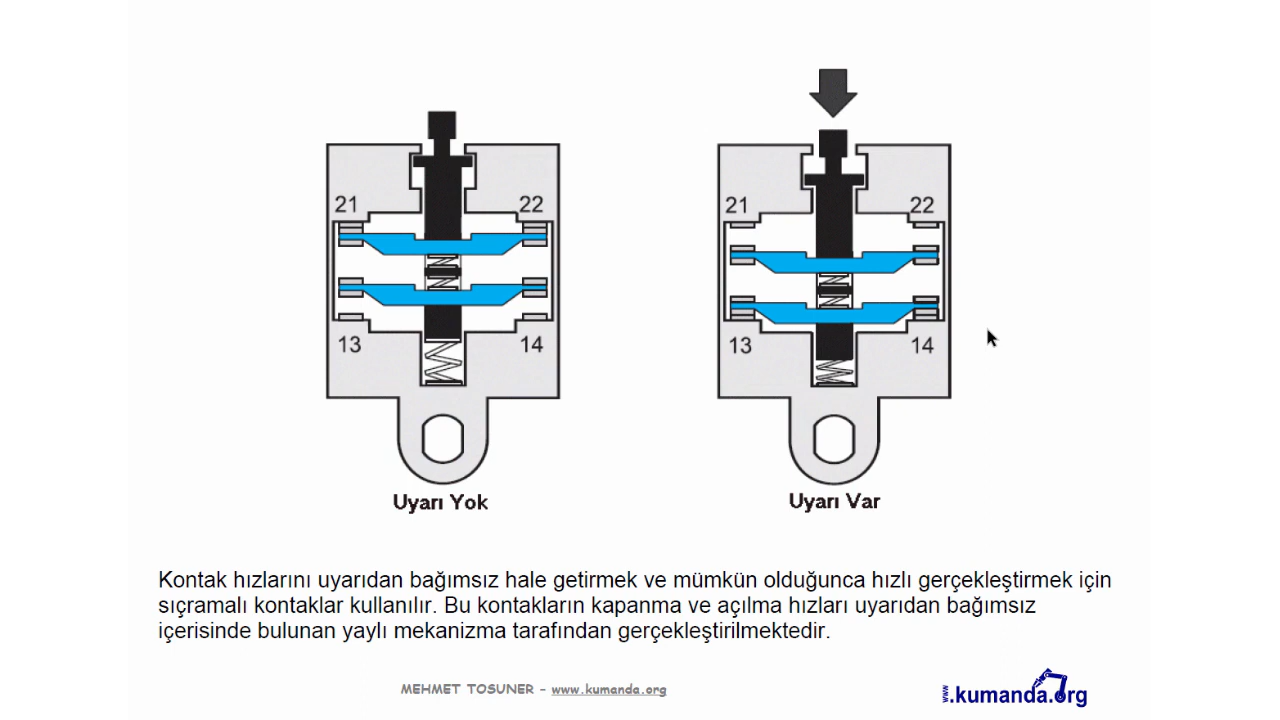 21 22
21 22
13 14
13 14
Uyarı Yok
Uyarı Var
Kontak hızlarını uyarıdan bağımsız hale getirmek ve mümkün olduğunca hızlı gerçekleştirmek için
sıçramalı kontaklar kullanılır. Bu kontakların kapanma ve açılma hızları uyarıdan bağımsız
içerisinde bulunan yaylı mekanizma tarafından gerçekleştirilmektedir.
MEHMET TOSUNER - www.kumanda.org
www.kumanda.org